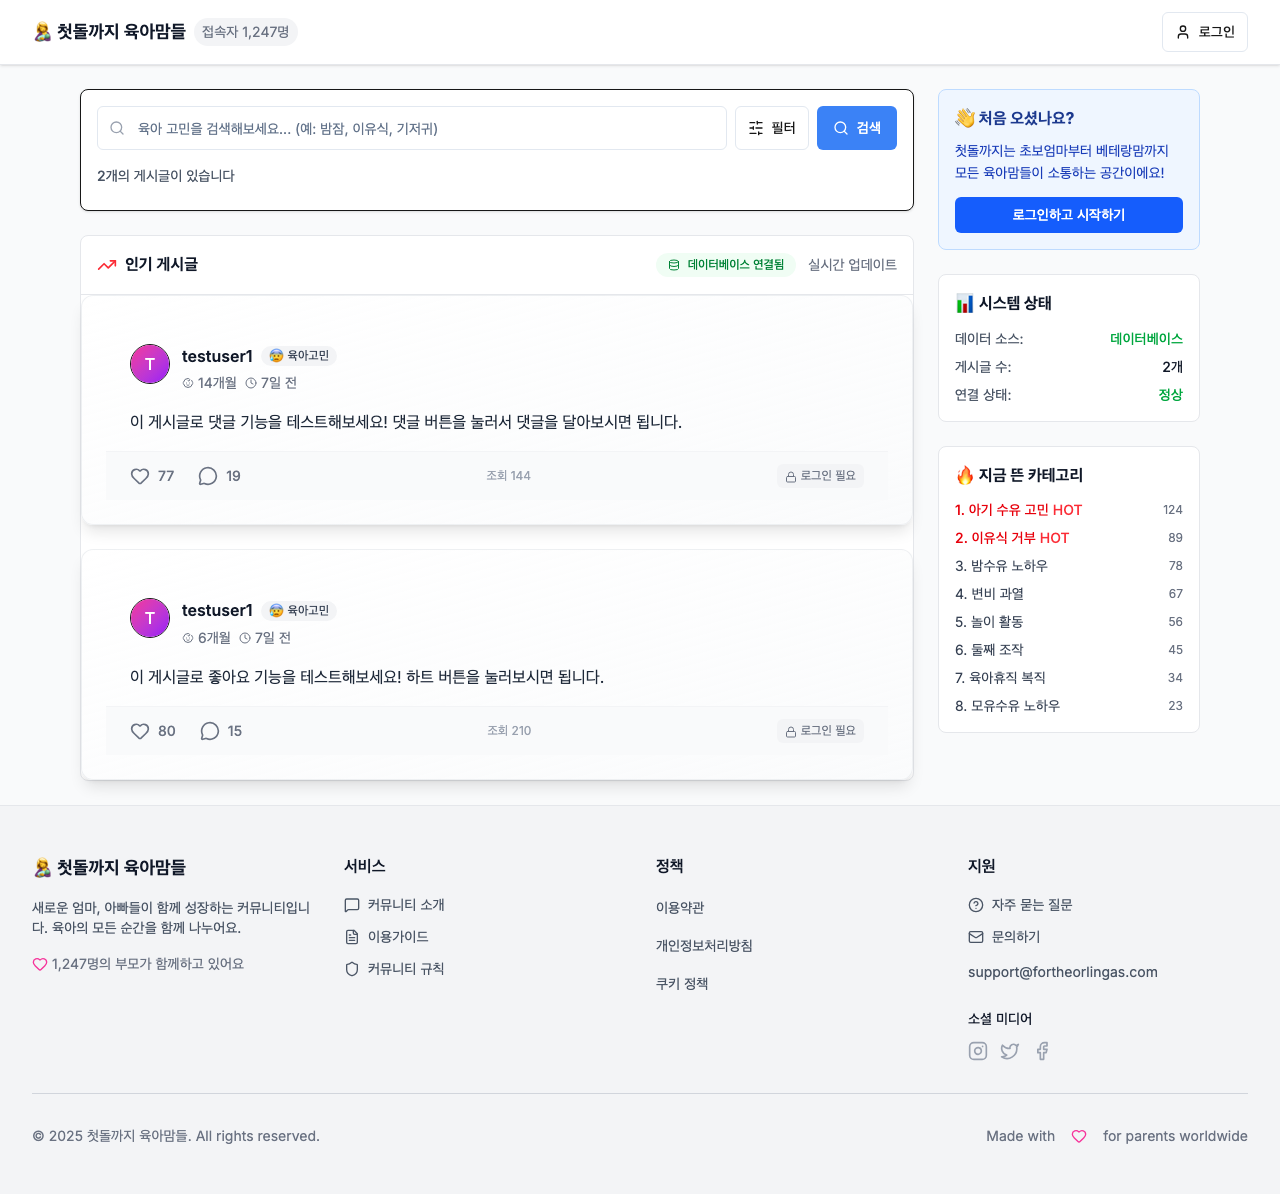 첫돌까지 육아맘들
접속자 1,247명
로그인
육아 고민을 검색해보세요... (예: 밤잠, 이유식, 기저귀)
필터
검색
2개의 게시글이 있습니다
인기 게시글
데이터베이스 연결됨
실시간 업데이트
T
testuser1
육아고민
14개월
7일 전
이 게시글로 댓글 기능을 테스트해보세요! 댓글 버튼을 눌러서 댓글을 달아보시면 됩니다.
77
19
조회 144
로그인 필요
T
testuser1
육아고민
6개월
7일 전
이 게시글로 좋아요 기능을 테스트해보세요! 하트 버튼을 눌러보시면 됩니다.
80
15
조회 210
로그인 필요
처음 오셨나요?
첫돌까지는 초보엄마부터 베테랑맘까지
모든 육아맘들이 소통하는 공간이에요!
로그인하고 시작하기
시스템 상태
데이터 소스: 데이터베이스
게시글 수: 2개
연결 상태: 정상
지금 뜬 카테고리
1. 아기 수유 고민 HOT 124
2. 이유식 거부 HOT 89
3. 밤수유 노하우 78
4. 변비 과열 67
5. 놀이 활동 56
6. 둘째 조작 45
7. 육아휴직 복직 34
8. 모유수유 노하우 23
첫돌까지 육아맘들
새로운 엄마, 아빠들이 함께 성장하는 커뮤니티입니
다. 육아의 모든 순간을 함께 나누어요.
1,247명의 부모가 함께하고 있어요
서비스
커뮤니티 소개
이용가이드
커뮤니티 규칙
정책
이용약관
개인정보처리방침
쿠키 정책
지원
자주 묻는 질문
문의하기
support@fortheorlingas.com
소셜 미디어
© 2025 첫돌까지 육아맘들. All rights reserved.
Made with for parents worldwide